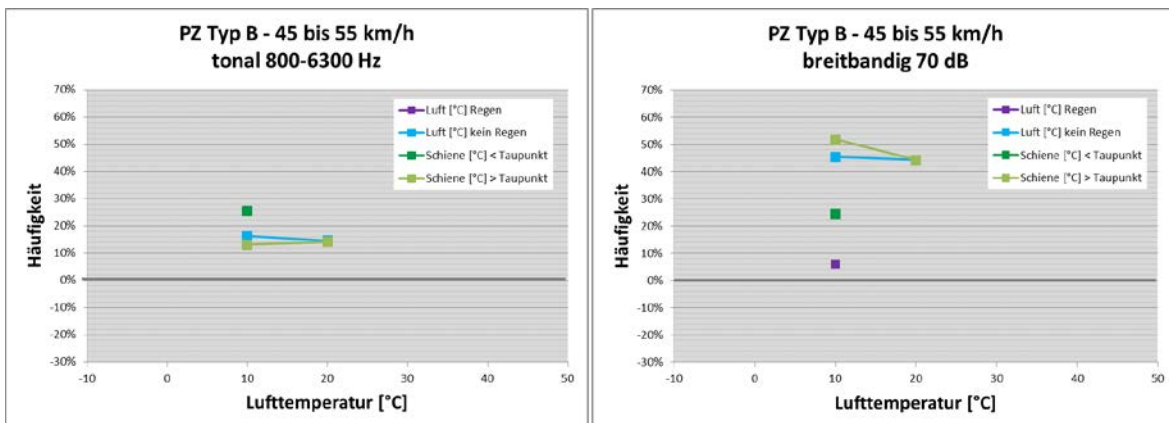 PZ Typ B - 45 bis 55 km/h
tonal 800-6300 Hz
70%
60%
50%
40%
30%
20%
10%
0%
-10%
-20%
-30%
Häufigkeit
Luft [°C] Regen
Luft [°C] kein Regen
Schiene [°C] < Taupunkt
Schiene [°C] > Taupunkt
-10 0 10 20 30 40 50
Lufttemperatur [°C]
PZ Typ B - 45 bis 55 km/h
breitbandig 70 dB
70%
60%
50%
40%
30%
20%
10%
0%
-10%
-20%
-30%
Häufigkeit
Luft [°C] Regen
Luft [°C] kein Regen
Schiene [°C] < Taupunkt
Schiene [°C] > Taupunkt
-10 0 10 20 30 40 50
Lufttemperatur [°C]